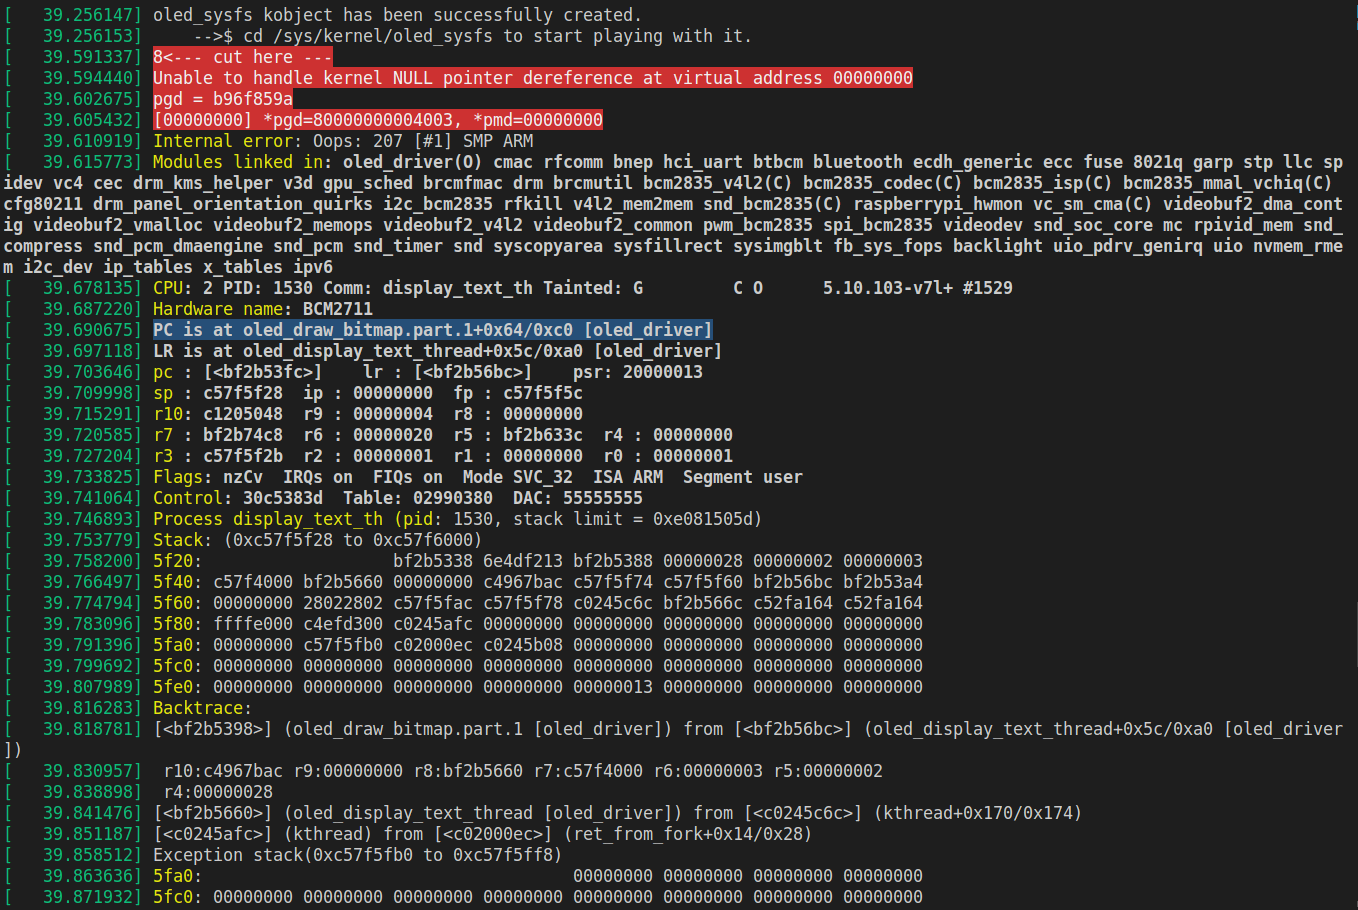 [   39.256147] oled_sysfs kobject has been successfully created.
[   39.256153]     -->$ cd /sys/kernel/oled_sysfs to start playing with it.
[   39.591337] 8<--- cut here ---
[   39.594440] Unable to handle kernel NULL pointer dereference at virtual address 00000000
[   39.602675] pgd = b96f859a
[   39.605432] [00000000] *pgd=80000000004003, *pmd=00000000
[   39.610919] Internal error: Oops: 207 [#1] SMP ARM
[   39.615773] Modules linked in: oled_driver(O) cmac rfcomm bnep hci_uart btbcm bluetooth ecdh_generic ecc fuse 8021q garp stp llc sp
idev vc4 cec drm_kms_helper v3d gpu_sched brcmfmac drm brcmutil bcm2835_v4l2(C) bcm2835_codec(C) bcm2835_isp(C) bcm2835_mmal_vchiq(C)
cfg80211 drm_panel_orientation_quirks i2c_bcm2835 rfkill v4l2_mem2mem snd_bcm2835(C) raspberrypi_hwmon vc_sm_cma(C) videobuf2_dma_cont
ig videobuf2_vmalloc videobuf2_memops videobuf2_v4l2 videobuf2_common pwm_bcm2835 spi_bcm2835 videodev snd_soc_core mc rpivid_mem snd_
compress snd_pcm_dmaengine snd_pcm snd_timer snd syscopyarea sysfillrect sysimgblt fb_sys_fops backlight uio_pdrv_genirq uio nvmem_rme
m i2c_dev ip_tables x_tables ipv6
[   39.678135] CPU: 2 PID: 1530 Comm: display_text_th Tainted: G         C O      5.10.103-v7l+ #1529
[   39.687220] Hardware name: BCM2711
[   39.690675] PC is at oled_draw_bitmap.part.1+0x64/0xc0 [oled_driver]
[   39.697118] LR is at oled_display_text_thread+0x5c/0xa0 [oled_driver]
[   39.703646] pc : [<bf2b53fc>]    lr : [<bf2b56bc>]    psr: 20000013
[   39.709998] sp : c57f5f28  ip : 00000000  fp : c57f5f5c
[   39.715291] r10: c1205048  r9 : 00000004  r8 : 00000000
[   39.720585] r7 : bf2b74c8  r6 : 00000020  r5 : bf2b633c  r4 : 00000000
[   39.727204] r3 : c57f5f2b  r2 : 00000001  r1 : 00000000  r0 : 00000001
[   39.733825] Flags: nzCv  IRQs on  FIQs on  Mode SVC_32  ISA ARM  Segment user
[   39.741064] Control: 30c5383d  Table: 02990380  DAC: 55555555
[   39.746893] Process display_text_th (pid: 1530, stack limit = 0xe081505d)
[   39.753779] Stack: (0xc57f5f28 to 0xc57f6000)
[   39.758200] 5f20:                   bf2b5338 6e4df213 bf2b5388 00000028 00000002 00000003
[   39.766497] 5f40: c57f4000 bf2b5660 00000000 c4967bac c57f5f74 c57f5f60 bf2b56bc bf2b53a4
[   39.774794] 5f60: 00000000 28022802 c57f5fac c57f5f78 c0245c6c bf2b566c c52fa164 c52fa164
[   39.783096] 5f80: ffffe000 c4efd300 c0245afc 00000000 00000000 00000000 00000000 00000000
[   39.791396] 5fa0: 00000000 c57f5fb0 c02000ec c0245b08 00000000 00000000 00000000 00000000
[   39.799692] 5fc0: 00000000 00000000 00000000 00000000 00000000 00000000 00000000 00000000
[   39.807989] 5fe0: 00000000 00000000 00000000 00000000 00000013 00000000 00000000 00000000
[   39.816283] Backtrace:
[   39.818781] [<bf2b5398>] (oled_draw_bitmap.part.1 [oled_driver]) from [<bf2b56bc>] (oled_display_text_thread+0x5c/0xa0 [oled_driver
])
[   39.830957]  r10:c4967bac r9:00000000 r8:bf2b5660 r7:c57f4000 r6:00000003 r5:00000002
[   39.838898]  r4:00000028
[   39.841476] [<bf2b5660>] (oled_display_text_thread [oled_driver]) from [<c0245c6c>] (kthread+0x170/0x174)
[   39.851187] [<c0245afc>] (kthread) from [<c02000ec>] (ret_from_fork+0x14/0x28)
[   39.858512] Exception stack(0xc57f5fb0 to 0xc57f5ff8)
[   39.863636] 5fa0:                                     00000000 00000000 00000000 00000000
[   39.871932] 5fc0: 00000000 00000000 00000000 00000000 00000000 00000000 00000000 00000000